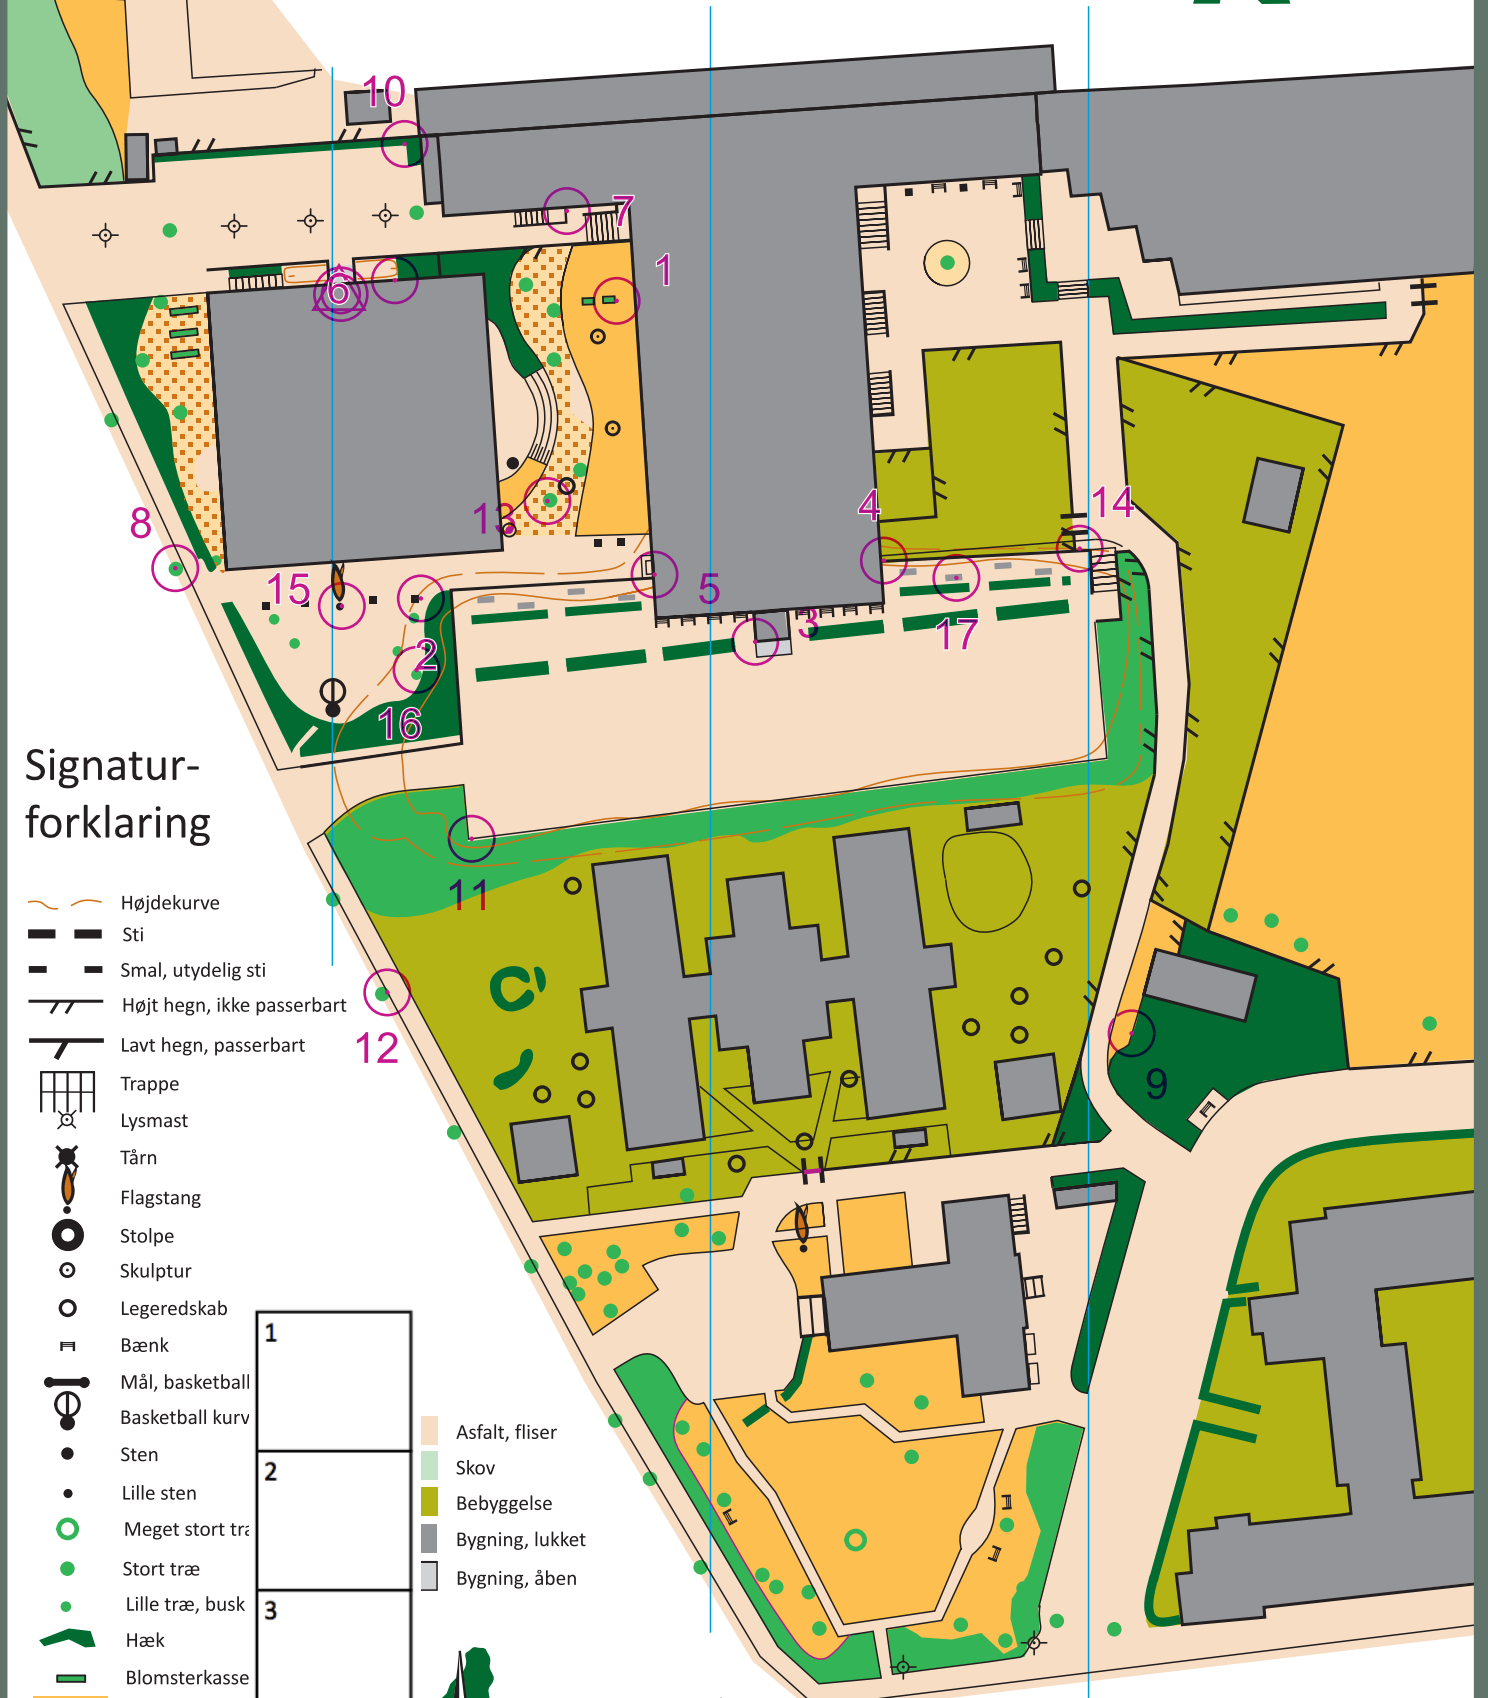 10
7
1
6
8
13
4
14
15
5
3
2
17
16
11
12
9
Signatur-
forklaring
Højdekurve
Sti
Smal, utydelig sti
Højt hegn, ikke passerbart
Lavt hegn, passerbart
Trappe
Lysmast
Tårn
Flagstang
Stolpe
Skulptur
Legeredskab
Bænk
Mål, basketball
Basketball kurv
Sten
Lille sten
Meget stort træ
Stort træ
Lille træ, busk
Hæk
Blomsterkasse
1
2
3
Asfalt, fliser
Skov
Bebyggelse
Bygning, lukket
Bygning, åben